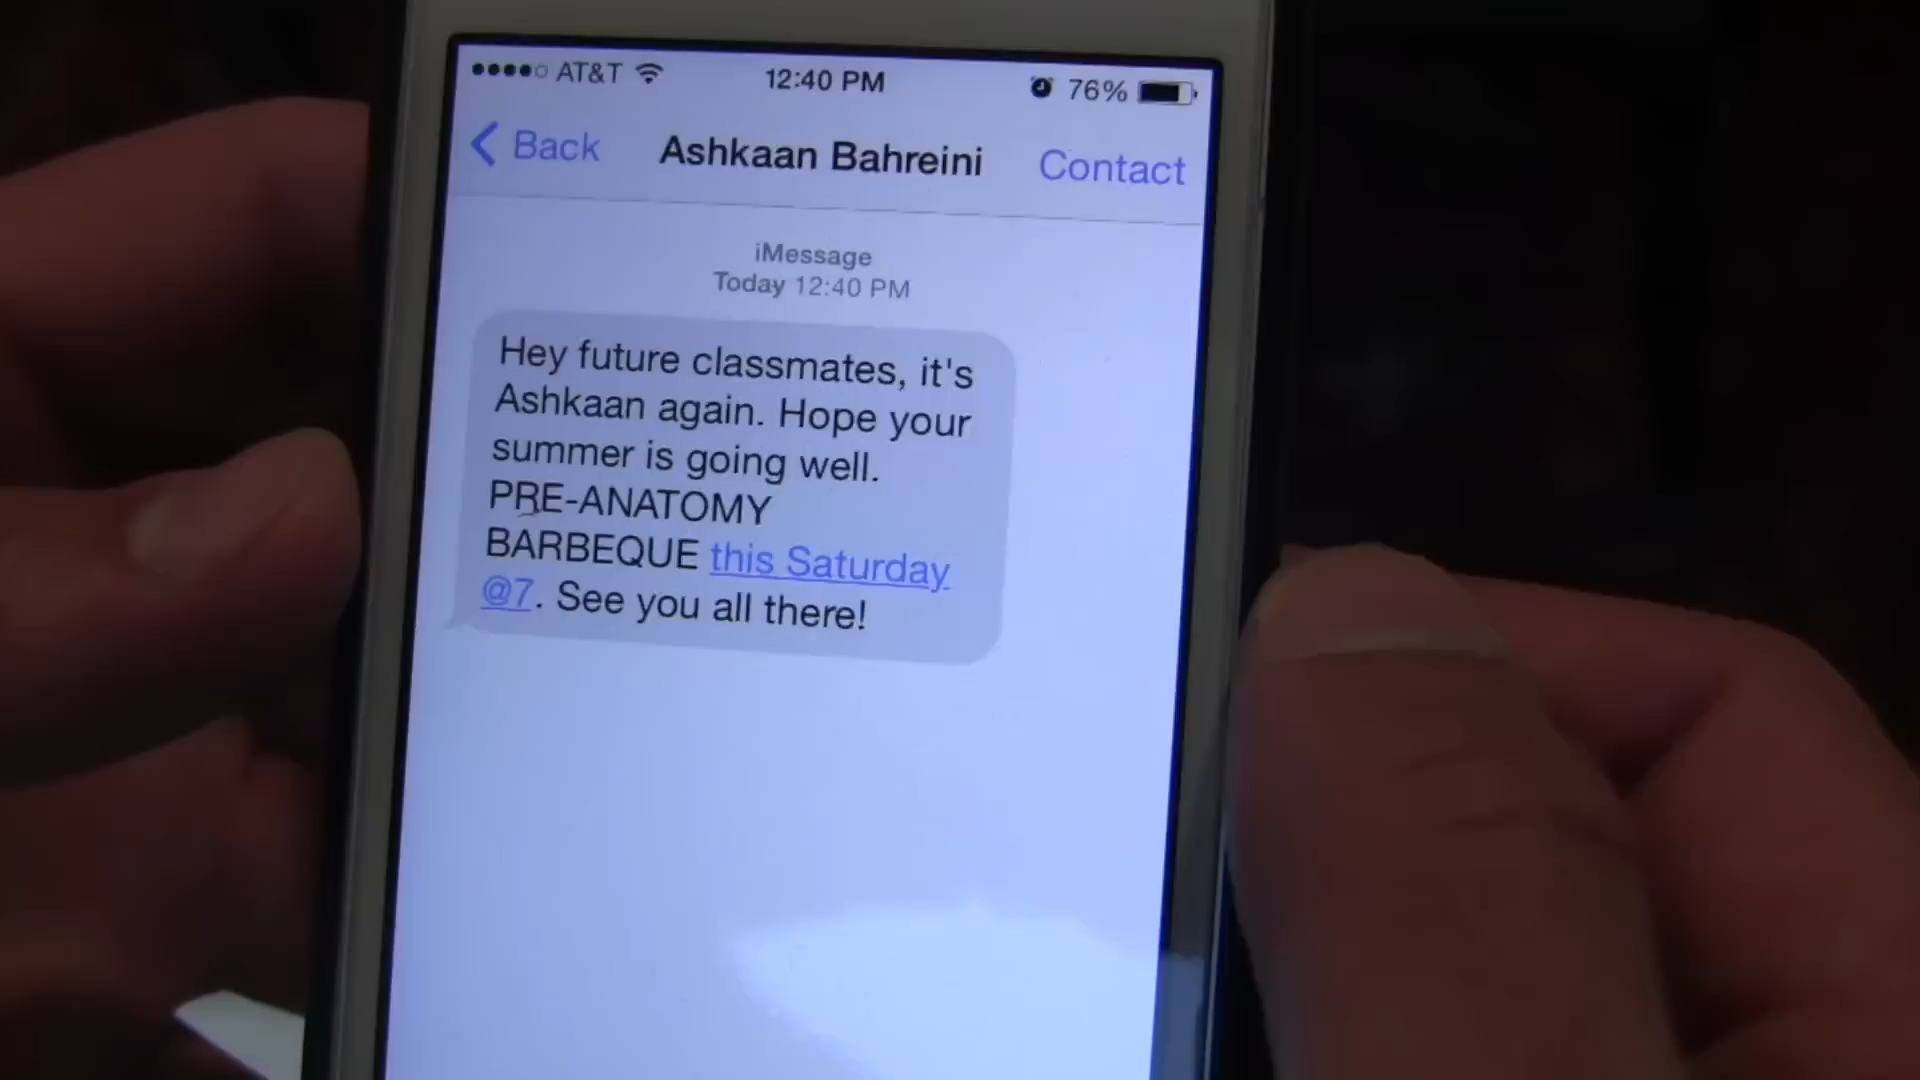 AT&T 12:40 PM 76%
Back Ashkaan Bahreini Contact
iMessage
Today 12:40 PM
Hey future classmates, it's
Ashkaan again. Hope your
summer is going well.
PRE-ANATOMY
BARBEQUE this Saturday
@7. See you all there!